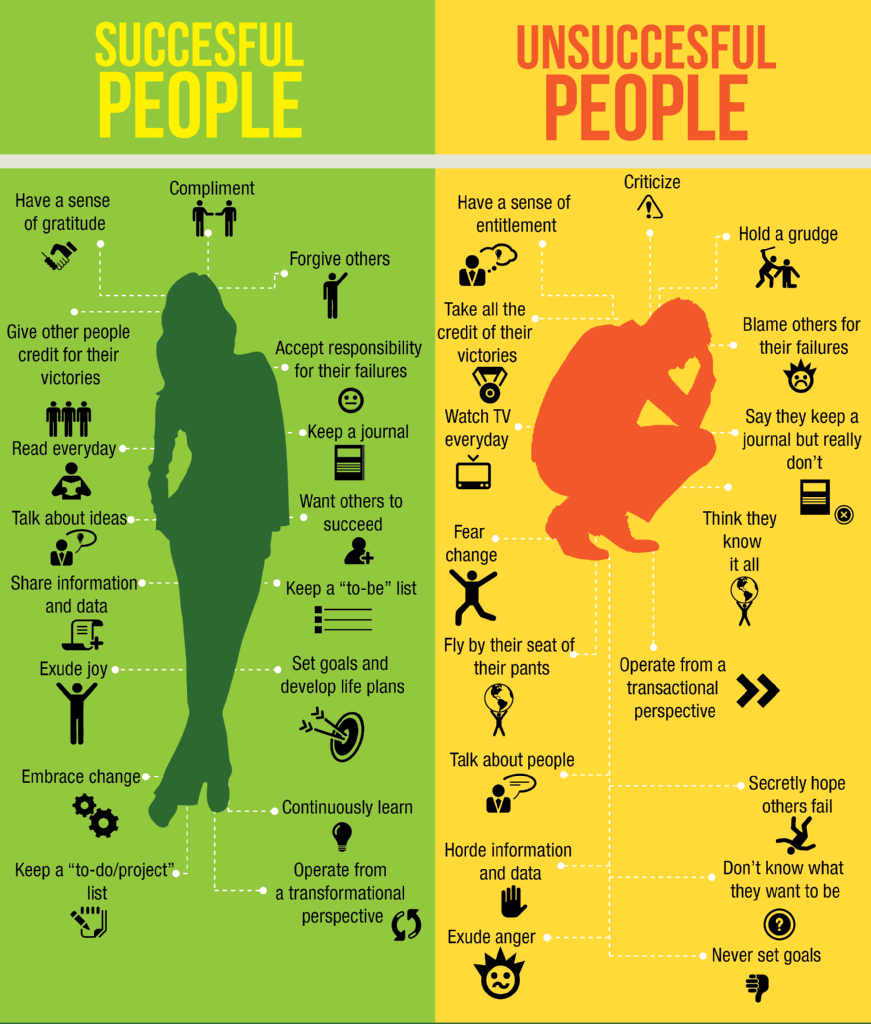 SUCCESFUL
PEOPLE
Have a sense
of gratitude
Compliment
Forgive others
Give other people
credit for their
victories
Accept responsibility
for their failures
Read everyday
Keep a journal
Talk about ideas
Want others to
succeed
Share information
and data
Keep a “to-be” list
Exude joy
Set goals and
develop life plans
Embrace change
Continuously learn
Keep a “to-do/project”
list
Operate from
a transformational
perspective
UNSUCCESFUL
PEOPLE
Criticize
Have a sense of
entitlement
Hold a grudge
Take all the
credit of their
victories
Blame others for
their failures
Watch TV
everyday
Say they keep a
journal but really
don’t
Fear
change
Think they
know
it all
Fly by their seat of
their pants
Operate from a
transactional
perspective
Talk about people
Secretly hope
others fail
Horde information
and data
Don’t know what
they want to be
Exude anger
Never set goals